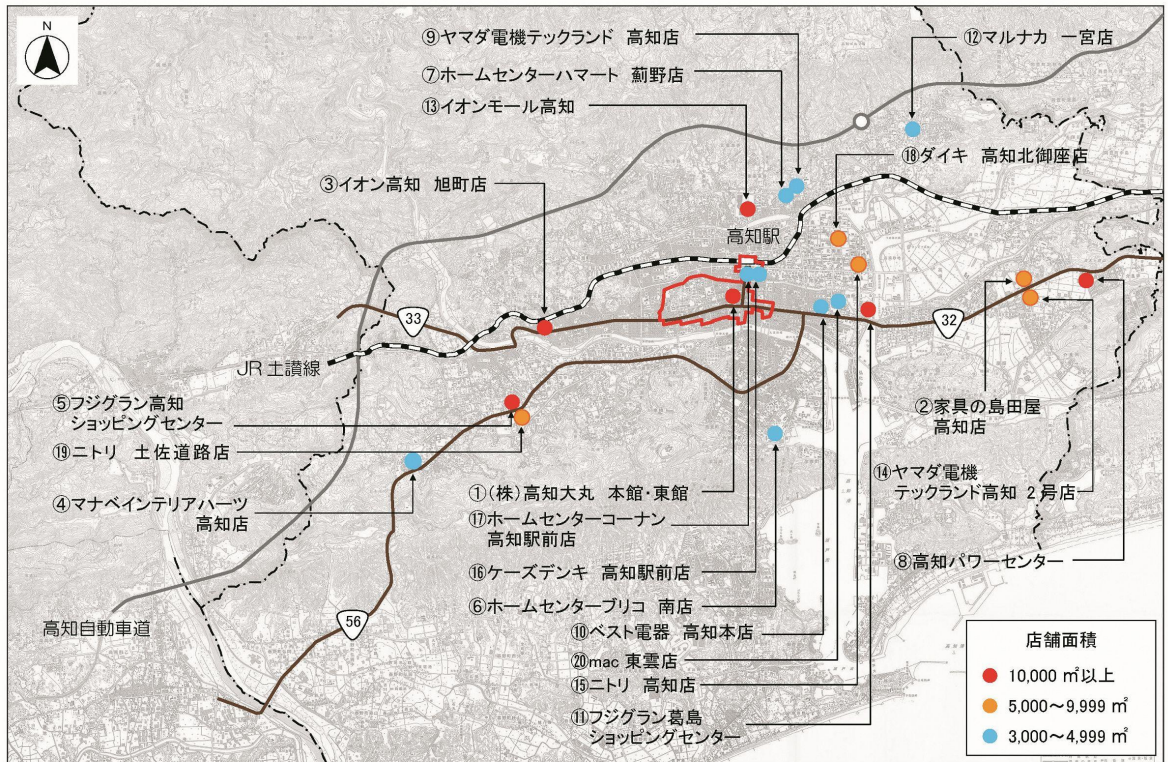 N
⑨ヤマダ電機テックランド 高知店
⑦ホームセンターハマート 薊野店
⑬イオンモール高知
⑫マルナカ 一宮店
⑱ダイキ 高知北御座店
③イオン高知 旭町店
高知駅
33
32
JR土讃線
⑤フジグラン高知
ショッピングセンター
⑲ニトリ 土佐道路店
④マナベインテリアハーツ
高知店
②家具の島田屋
高知店
⑭ヤマダ電機
テックランド高知 2号店
⑧高知パワーセンター
①(株)高知大丸 本館・東館
⑰ホームセンターコーナン
高知駅前店
⑯ケーズデンキ 高知駅前店
⑥ホームセンターブリコ 南店
⑩ベスト電器 高知本店
⑳mac 東雲店
⑮ニトリ 高知店
⑪フジグラン葛島
ショッピングセンター
56
高知自動車道
店舗面積
10,000 ㎡以上
5,000～9,999 ㎡
3,000～4,999 ㎡